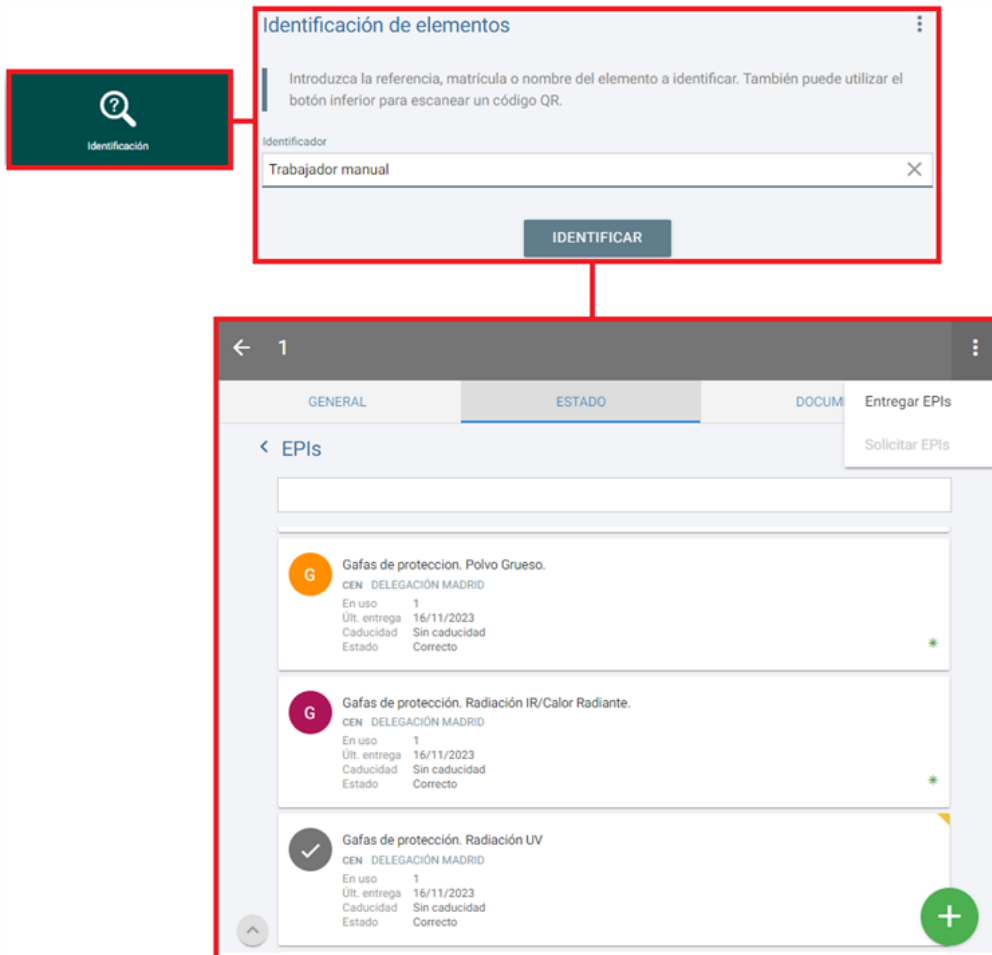 Identificación de elementos
Introduzca la referencia, matrícula o nombre del elemento a identificar. También puede utilizar el
botón inferior para escanear un código QR.
Identificación
Identificador
Trabajador manual
IDENTIFICAR
1
GENERAL
ESTADO
DOCUM
Entregar EPIs
Solicitar EPIs
EPIs
G
Gafas de proteccion. Polvo Grueso.
CEN DELEGACIÓN MADRID
En uso 1
Últ. entrega 16/11/2023
Caducidad Sin caducidad
Estado Correcto
G
Gafas de protección. Radiación IR/Calor Radiante.
CEN DELEGACIÓN MADRID
En uso 1
Últ. entrega 16/11/2023
Caducidad Sin caducidad
Estado Correcto
Gafas de protección. Radiación UV
CEN DELEGACIÓN MADRID
En uso 1
Últ. entrega 16/11/2023
Caducidad Sin caducidad
Estado Correcto